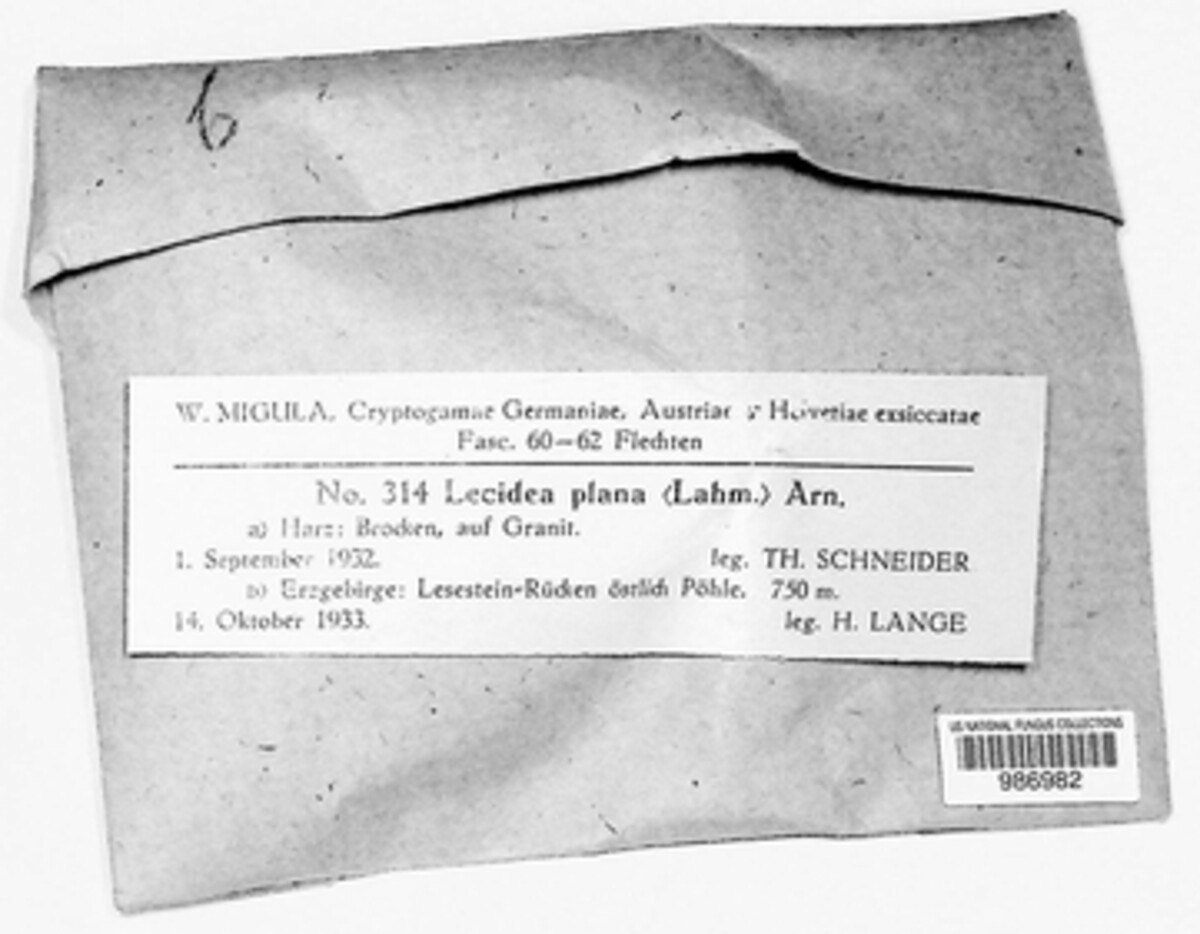 b
W. MIGULA, Cryptogamae Germaniae, Austriae et Helvetiae exsiccatae
Fasc. 60—62 Flechten
No. 314 Lecidea plana (Lahm.) Arn.
a) Harz: Brocken, auf Granit.
1. September 1932. leg. TH. SCHNEIDER
b) Erzgebirge: Lesestein-Rücken östlich Pöhle. 750 m.
14. Oktober 1933. leg. H. LANGE
US NATIONAL FUNGUS COLLECTIONS
986982